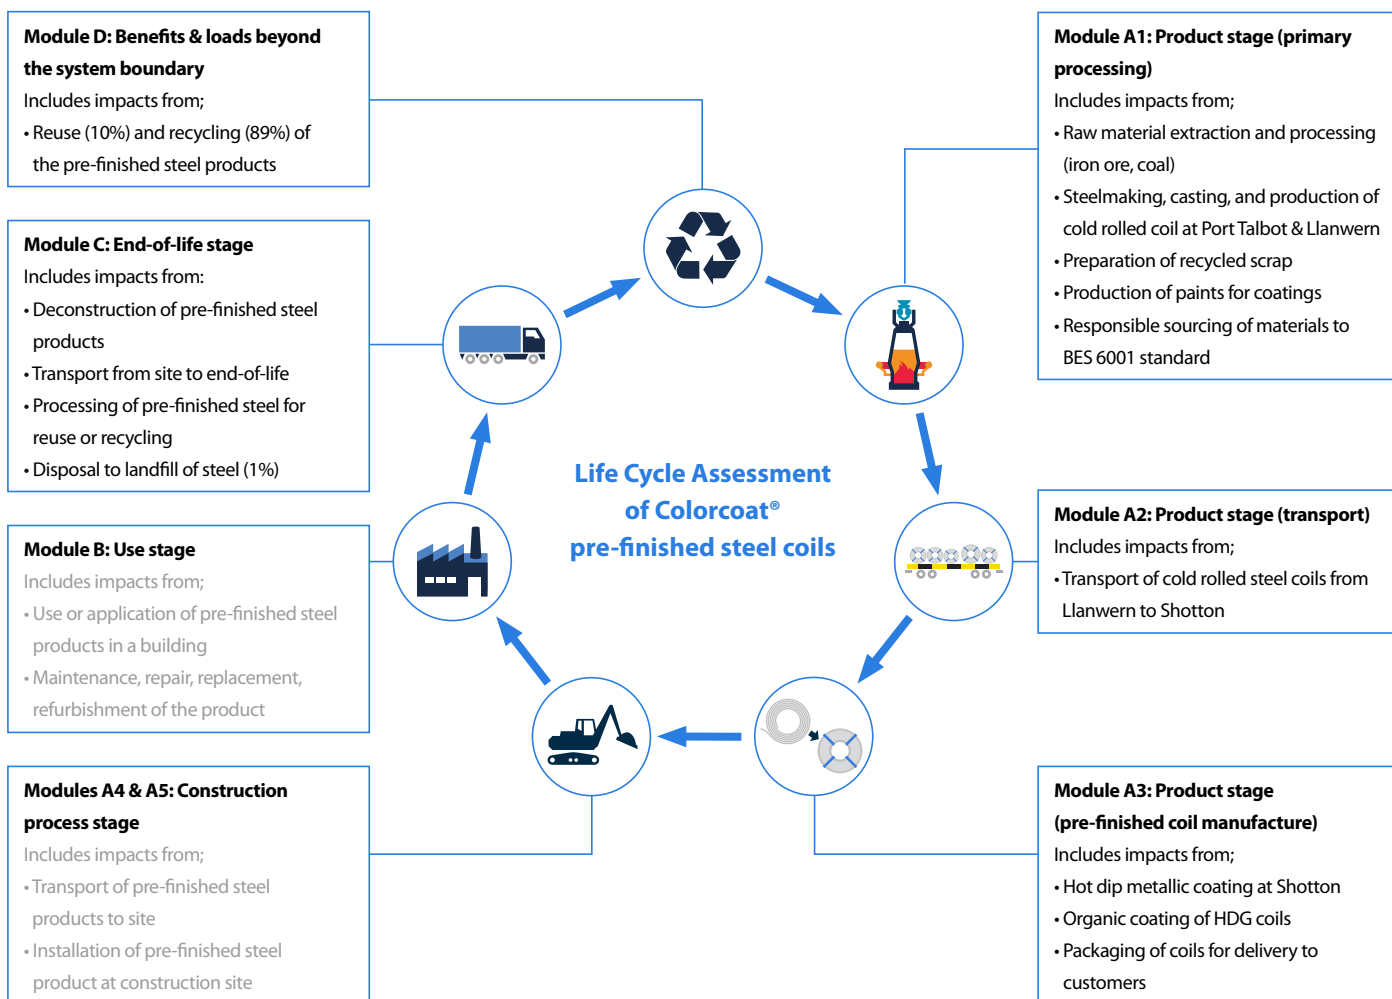 Module D: Benefits & loads beyond
the system boundary
Includes impacts from;
• Reuse (10%) and recycling (89%) of
the pre-finished steel products
Module C: End-of-life stage
Includes impacts from:
• Deconstruction of pre-finished steel
products
• Transport from site to end-of-life
• Processing of pre-finished steel for
reuse or recycling
• Disposal to landfill of steel (1%)
Module B: Use stage
Includes impacts from;
• Use or application of pre-finished steel
products in a building
• Maintenance, repair, replacement,
refurbishment of the product
Modules A4 & A5: Construction
process stage
Includes impacts from;
• Transport of pre-finished steel
products to site
• Installation of pre-finished steel
product at construction site
Life Cycle Assessment
of Colorcoat®
pre-finished steel coils
Module A1: Product stage (primary
processing)
Includes impacts from;
• Raw material extraction and processing
(iron ore, coal)
• Steelmaking, casting, and production of
cold rolled coil at Port Talbot & Llanwern
• Preparation of recycled scrap
• Production of paints for coatings
• Responsible sourcing of materials to
BES 6001 standard
Module A2: Product stage (transport)
Includes impacts from;
• Transport of cold rolled steel coils from
Llanwern to Shotton
Module A3: Product stage
(pre-finished coil manufacture)
Includes impacts from;
• Hot dip metallic coating at Shotton
• Organic coating of HDG coils
• Packaging of coils for delivery to
customers